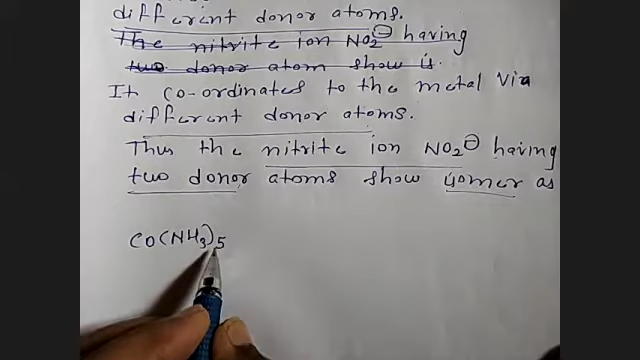 different donor atoms.
The nitrite ion NO2⊖ having
two donor atom show is.
It co-ordinates to the metal via
different donor atoms.
Thus the nitrite ion NO2⊖ having
two donor atoms show isomer as
CO(NH3)5